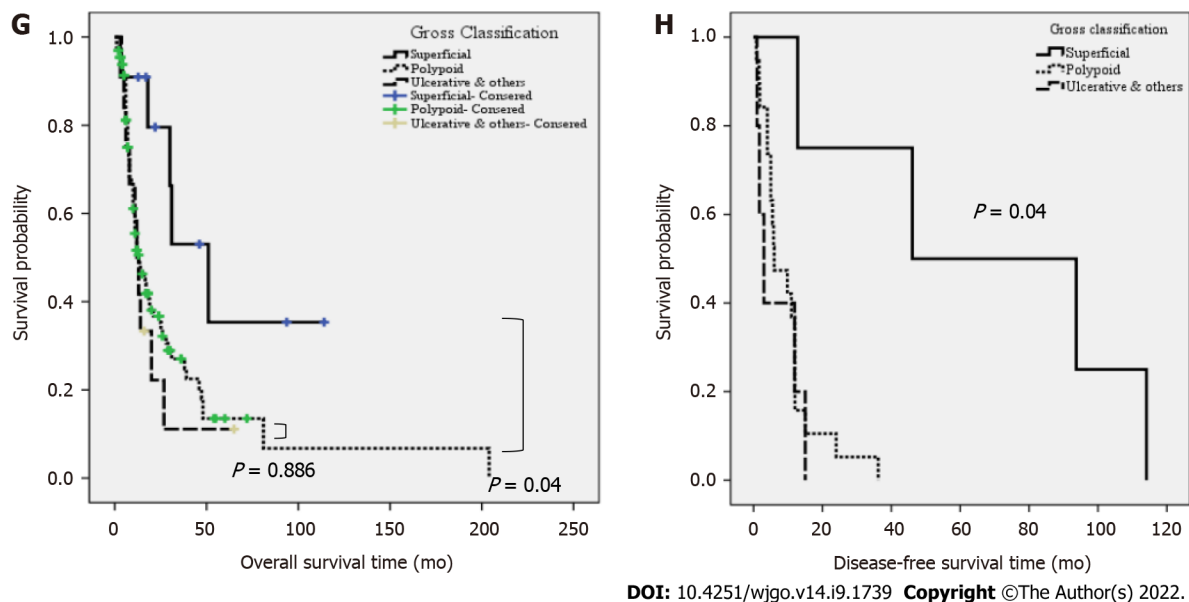 G
Gross Classification
Superficial
Polypoid
Ulcerative & others
Superficial- Consered
Polypoid- Consered
Ulcerative & others- Consered
Survival probability
1.0
0.8
0.6
0.4
0.2
0.0
P = 0.886
P = 0.04
0 50 100 150 200 250
Overall survival time (mo)
H
Gross classification
Superficial
Polypoid
Ulcerative & others
Survival probability
1.0
0.8
0.6
0.4
0.2
0.0
P = 0.04
0 20 40 60 80 100 120
Disease-free survival time (mo)
DOI: 10.4251/wjgo.v14.i9.1739 Copyright ©The Author(s) 2022.